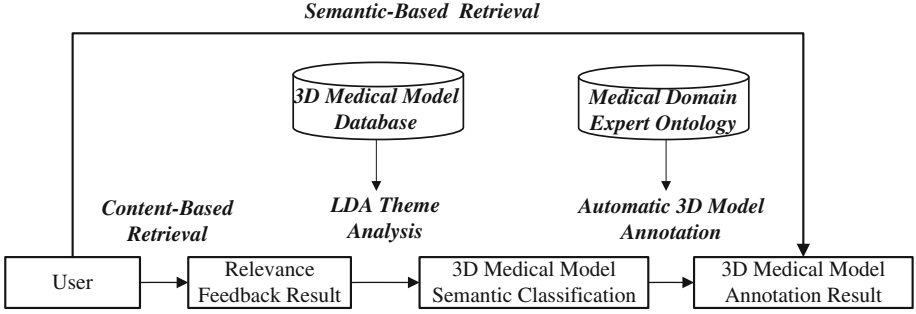 Semantic-Based Retrieval
3D Medical Model
Database
Medical Domain
Expert Ontology
Content-Based
Retrieval
LDA Theme
Analysis
Automatic 3D Model
Annotation
User
Relevance
Feedback Result
3D Medical Model
Semantic Classification
3D Medical Model
Annotation Result